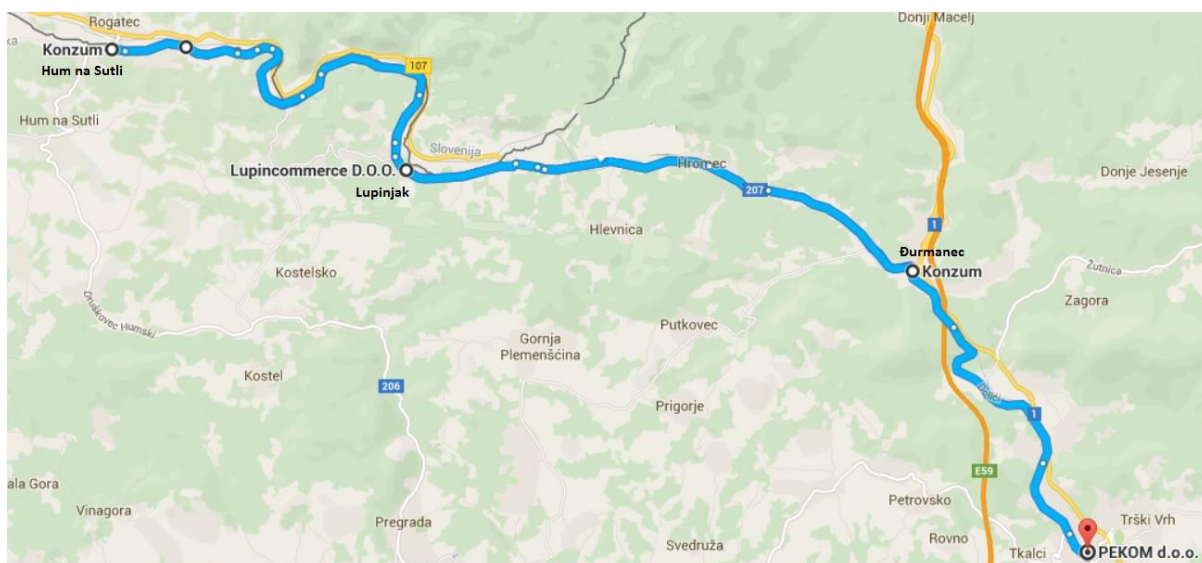 Rogatec
Donji Macelj
Konzum
Hum na Sutli
107
Hum na Sutli
Slovenija
Lupincommerce D.O.O.
Lupinjak
Hromec
207
Donje Jesenje
Hlevnica
1
Đurmanec
Konzum
Kostelsko
Žutnica
Zagora
Druškovec Humski
Putkovec
Gornja
Plemenšćina
Kostel
206
Prigorje
1
E59
ala Gora
Vinagora
Petrovsko
Pregrada
Trški Vrh
Svedruža
Rovno
Tkalci
PEKOM d.o.o.